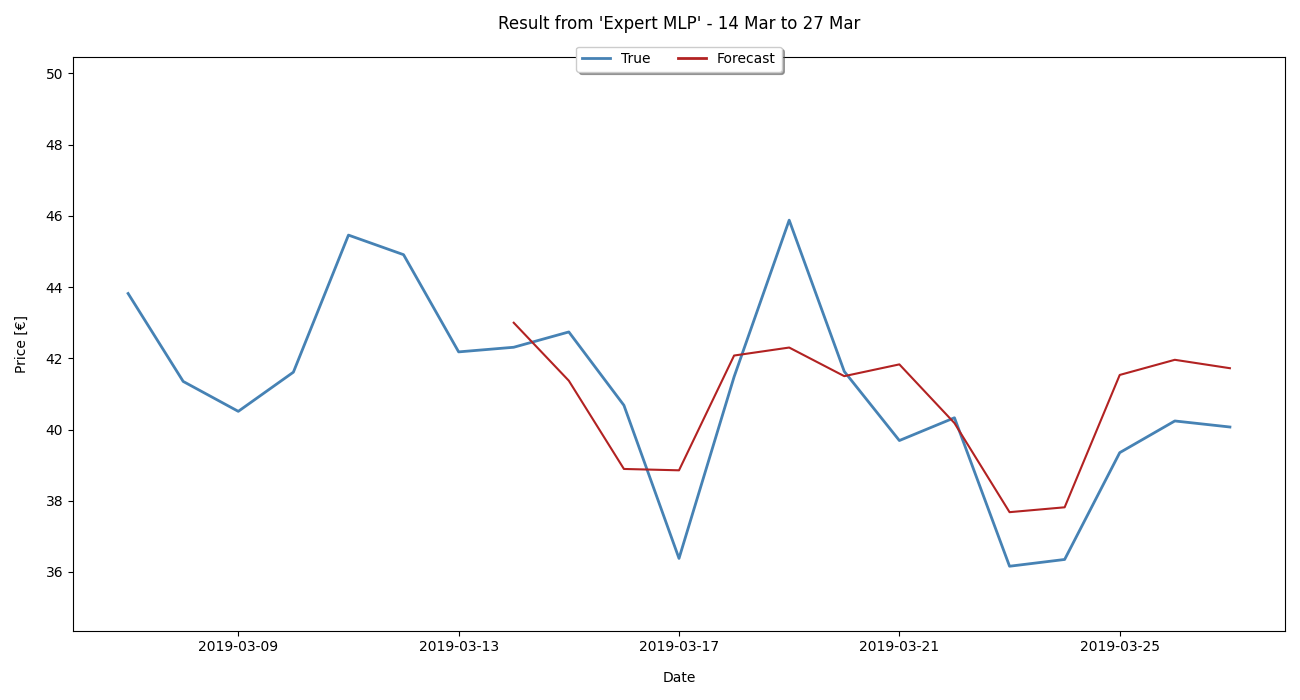 Result from 'Expert MLP' - 14 Mar to 27 Mar
True Forecast
50
48
46
44
42
40
38
36
Price [€]
2019-03-09 2019-03-13 2019-03-17 2019-03-21 2019-03-25
Date